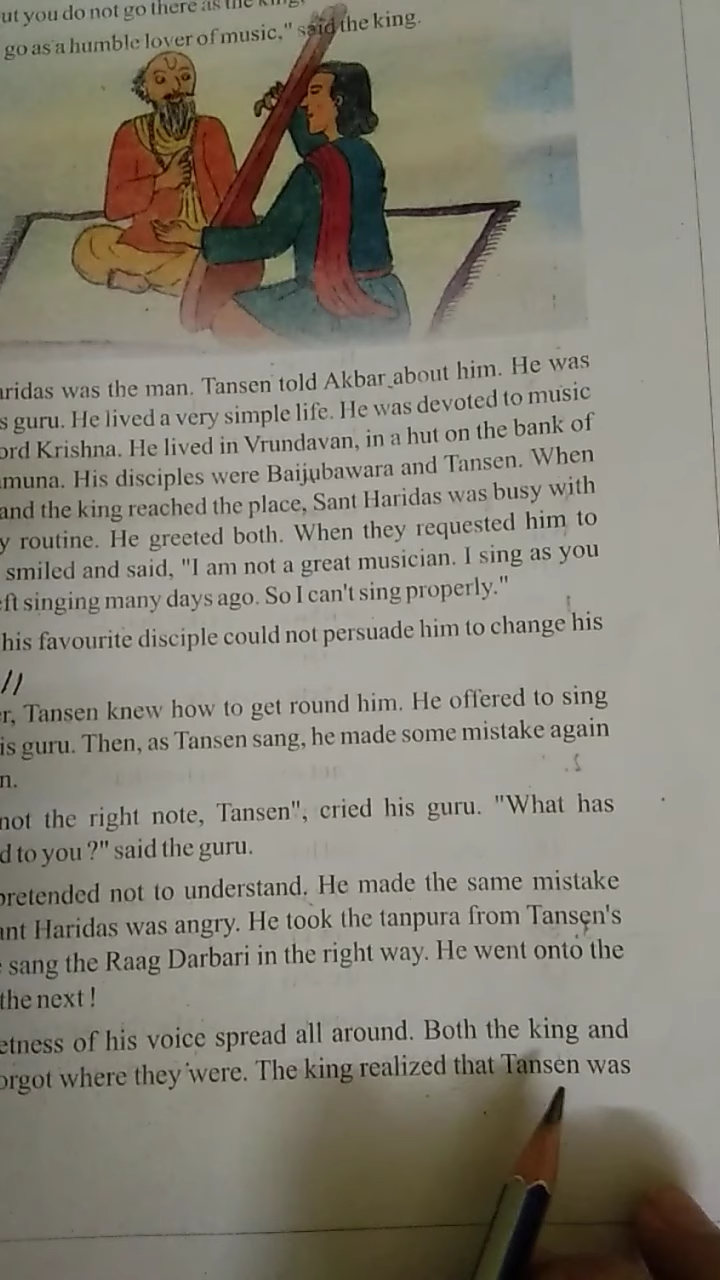 ut you do not go there as the king,
go as a humble lover of music," said the king.
aridas was the man. Tansen told Akbar about him. He was
s guru. He lived a very simple life. He was devoted to music
ord Krishna. He lived in Vrundavan, in a hut on the bank of
muna. His disciples were Baijubawara and Tansen. When
and the king reached the place, Sant Haridas was busy with
y routine. He greeted both. When they requested him to
smiled and said, "I am not a great musician. I sing as you
ft singing many days ago. So I can't sing properly."
his favourite disciple could not persuade him to change his
r, Tansen knew how to get round him. He offered to sing
is guru. Then, as Tansen sang, he made some mistake again
n.
not the right note, Tansen", cried his guru. "What has
d to you ?" said the guru.
pretended not to understand. He made the same mistake
ant Haridas was angry. He took the tanpura from Tansen's
sang the Raag Darbari in the right way. He went onto the
the next !
etness of his voice spread all around. Both the king and
orgot where they were. The king realized that Tansen was